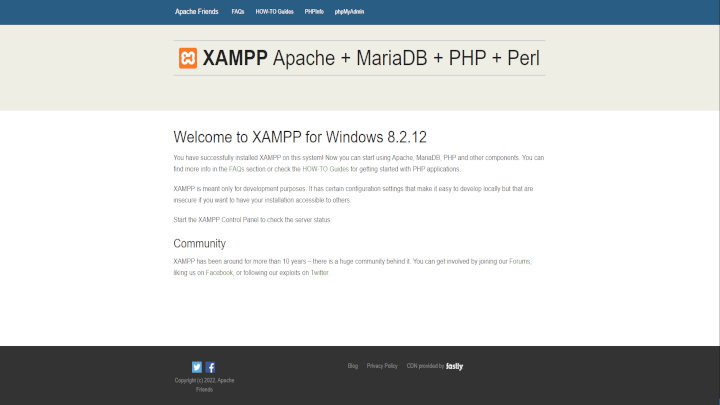 Apache Friends FAQs HOW-TO Guides PHPInfo phpMyAdmin
XAMPP Apache + MariaDB + PHP + Perl
Welcome to XAMPP for Windows 8.2.12
You have successfully installed XAMPP on this system! Now you can start using Apache, MariaDB, PHP and other components. You can
find more info in the FAQs section or check the HOW-TO Guides for getting started with PHP applications.
XAMPP is meant only for development purposes. It has certain configuration settings that make it easy to develop locally but that are
insecure if you want to have your installation accessible to others.
Start the XAMPP Control Panel to check the server status.
Community
XAMPP has been around for more than 10 years – there is a huge community behind it. You can get involved by joining our Forums,
liking us on Facebook, or following our exploits on Twitter.
Blog Privacy Policy CDN provided by fastly
Copyright (c) 2022, Apache
Friends